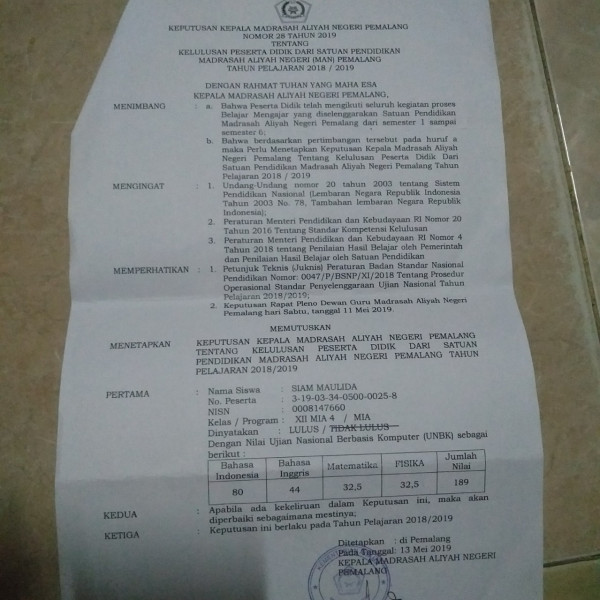 KEPUTUSAN KEPALA MADRASAH ALIYAH NEGERI PEMALANG
NOMOR 28 TAHUN 2019
TENTANG
KELULUSAN PESERTA DIDIK DARI SATUAN PENDIDIKAN
MADRASAH ALIYAH NEGERI (MAN) PEMALANG
TAHUN PELAJARAN 2018 / 2019
DENGAN RAHMAT TUHAN YANG MAHA ESA
KEPALA MADRASAH ALIYAH NEGERI PEMALANG,
MENIMBANG : a. Bahwa Peserta Didik telah mengikuti seluruh kegiatan proses
Belajar Mengajar yang diselenggarakan Satuan Pendidikan
Madrasah Aliyah Negeri Pemalang dari semester 1 sampai
semester 6;
b. Bahwa berdasarkan pertimbangan tersebut pada huruf a
maka Perlu Menetapkan Keputusan Kepala Madrasah Aliyah
Negeri Pemalang Tentang Kelulusan Peserta Didik Dari
Satuan Pendidikan Madrasah Aliyah Negeri Pemalang Tahun
Pelajaran 2018 / 2019
MENGINGAT : 1. Undang-Undang nomor 20 tahun 2003 tentang Sistem
Pendidikan Nasional (Lembaran Negara Republik Indonesia
Tahun 2003 No. 78, Tambahan lembaran Negara Republik
Indonesia);
2. Peraturan Menteri Pendidikan dan Kebudayaan RI Nomor 20
Tahun 2016 Tentang Standar Kompetensi Kelulusan
3. Peraturan Menteri Pendidikan dan Kebudayaan RI Nomor 4
Tahun 2018 tentang Penilaian Hasil Belajar oleh Pemerintah
dan Penilaian Hasil Belajar oleh Satuan Pendidikan
MEMPERHATIKAN : 1. Petunjuk Teknis (Juknis) Peraturan Badan Standar Nasional
Pendidikan Nomor: 0047/P/BSNP/XI/2018 Tentang Prosedur
Operasional Standar Penyelenggaraan Ujian Nasional Tahun
Pelajaran 2018/2019;
2. Keputusan Rapat Pleno Dewan Guru Madrasah Aliyah Negeri
Pemalang hari Sabtu, tanggal 11 Mei 2019.
MEMUTUSKAN
MENETAPKAN : KEPUTUSAN KEPALA MADRASAH ALIYAH NEGERI PEMALANG
TENTANG KELULUSAN PESERTA DIDIK DARI SATUAN
PENDIDIKAN MADRASAH ALIYAH NEGERI PEMALANG TAHUN
PELAJARAN 2018/2019
PERTAMA : Nama Siswa : SIAM MAULIDA
No. Peserta : 3-19-03-34-0500-0025-8
NISN : 0008147660
Kelas / Program : XII MIA 4 / MIA
Dinyatakan : LULUS / TIDAK LULUS
Dengan Nilai Ujian Nasional Berbasis Komputer (UNBK) sebagai
berikut :
Bahasa Indonesia Bahasa Inggris Matematika FISIKA Jumlah Nilai
80 44 32,5 32,5 189
KEDUA : Apabila ada kekeliruan dalam Keputusan ini, maka akan
diperbaiki sebagaimana mestinya;
KETIGA : Keputusan ini berlaku pada Tahun Pelajaran 2018/2019
Ditetapkan : di Pemalang
Pada Tanggal: 13 Mei 2019
KEPALA MADRASAH ALIYAH NEGERI
PEMALANG